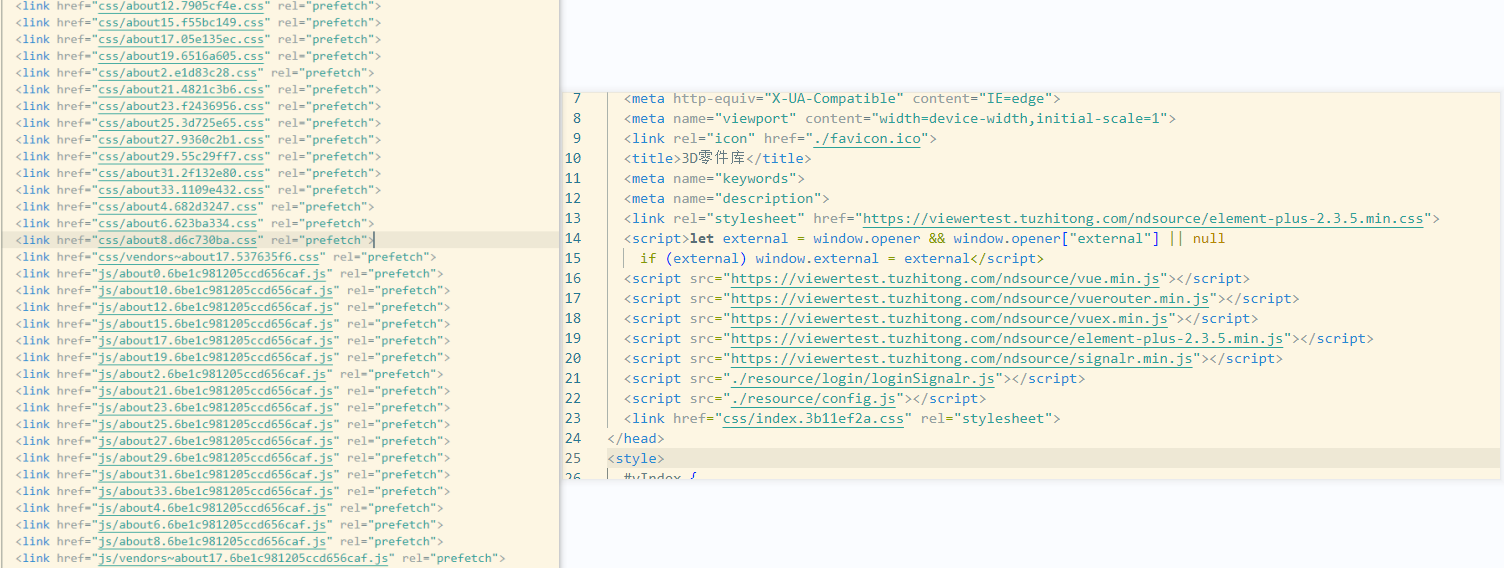 <link href="css/about12.7905cf4e.css" rel="prefetch">
<link href="css/about15.f55bc149.css" rel="prefetch">
<link href="css/about17.05e135ec.css" rel="prefetch">
<link href="css/about19.6516a605.css" rel="prefetch">
<link href="css/about2.e1d83c28.css" rel="prefetch">
<link href="css/about21.4821c3b6.css" rel="prefetch">
<link href="css/about23.f2436956.css" rel="prefetch">
<link href="css/about25.3d725e65.css" rel="prefetch">
<link href="css/about27.9360c2b1.css" rel="prefetch">
<link href="css/about29.55c29ff7.css" rel="prefetch">
<link href="css/about31.2f132e80.css" rel="prefetch">
<link href="css/about33.1109e432.css" rel="prefetch">
<link href="css/about4.682d3247.css" rel="prefetch">
<link href="css/about6.623ba334.css" rel="prefetch">
<link href="css/about8.d6c730ba.css" rel="prefetch">
<link href="css/vendors~about17.537635f6.css" rel="prefetch">
<link href="js/about0.6be1c981205ccd656caf.js" rel="prefetch">
<link href="js/about10.6be1c981205ccd656caf.js" rel="prefetch">
<link href="js/about12.6be1c981205ccd656caf.js" rel="prefetch">
<link href="js/about15.6be1c981205ccd656caf.js" rel="prefetch">
<link href="js/about17.6be1c981205ccd656caf.js" rel="prefetch">
<link href="js/about19.6be1c981205ccd656caf.js" rel="prefetch">
<link href="js/about2.6be1c981205ccd656caf.js" rel="prefetch">
<link href="js/about21.6be1c981205ccd656caf.js" rel="prefetch">
<link href="js/about23.6be1c981205ccd656caf.js" rel="prefetch">
<link href="js/about25.6be1c981205ccd656caf.js" rel="prefetch">
<link href="js/about27.6be1c981205ccd656caf.js" rel="prefetch">
<link href="js/about29.6be1c981205ccd656caf.js" rel="prefetch">
<link href="js/about31.6be1c981205ccd656caf.js" rel="prefetch">
<link href="js/about33.6be1c981205ccd656caf.js" rel="prefetch">
<link href="js/about4.6be1c981205ccd656caf.js" rel="prefetch">
<link href="js/about6.6be1c981205ccd656caf.js" rel="prefetch">
<link href="js/about8.6be1c981205ccd656caf.js" rel="prefetch">
<link href="js/vendors~about17.6be1c981205ccd656caf.js" rel="prefetch">
7 <meta http-equiv="X-UA-Compatible" content="IE=edge">
8 <meta name="viewport" content="width=device-width,initial-scale=1">
9 <link rel="icon" href="./favicon.ico">
10 <title>3D零件库</title>
11 <meta name="keywords">
12 <meta name="description">
13 <link rel="stylesheet" href="https://viewertest.tuzhitong.com/ndsource/element-plus-2.3.5.min.css">
14 <script>let external = window.opener && window.opener["external"] || null
15 if (external) window.external = external</script>
16 <script src="https://viewertest.tuzhitong.com/ndsource/vue.min.js"></script>
17 <script src="https://viewertest.tuzhitong.com/ndsource/vuerouter.min.js"></script>
18 <script src="https://viewertest.tuzhitong.com/ndsource/vuex.min.js"></script>
19 <script src="https://viewertest.tuzhitong.com/ndsource/element-plus-2.3.5.min.js"></script>
20 <script src="https://viewertest.tuzhitong.com/ndsource/signalr.min.js"></script>
21 <script src="./resource/login/loginSignalr.js"></script>
22 <script src="./resource/config.js"></script>
23 <link href="css/index.3b11ef2a.css" rel="stylesheet">
24 </head>
25 <style>
26 #vIndex {